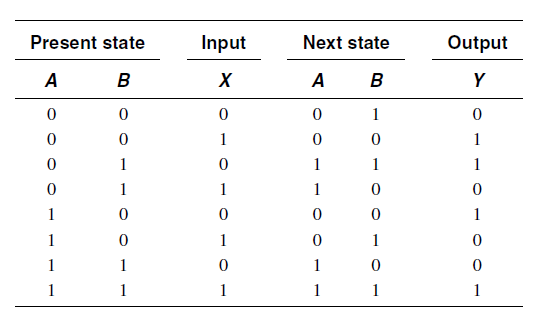 Present state Input Next state Output
A B X A B Y
0 0 0 0 1 0
0 0 1 0 0 1
0 1 0 1 1 1
0 1 1 1 0 0
1 0 0 0 0 1
1 0 1 0 1 0
1 1 0 1 0 0
1 1 1 1 1 1